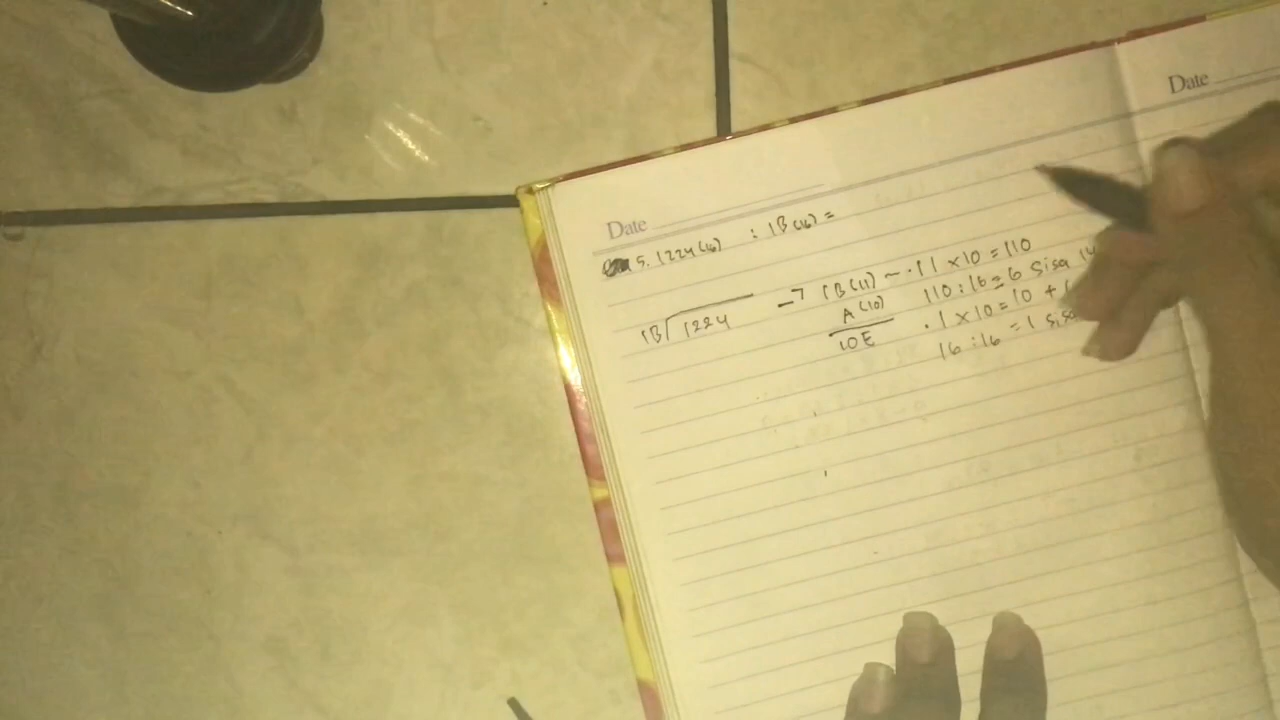 Date
Date
5. 1224(16) : 1B(16) =
1B 1224 → 1B(11) ~ . 11 x 10 = 110
A(10) 110 : 16 = 6 sisa 14
10E . 1 x 10 = 10 +
16 : 16 = 1 sisa